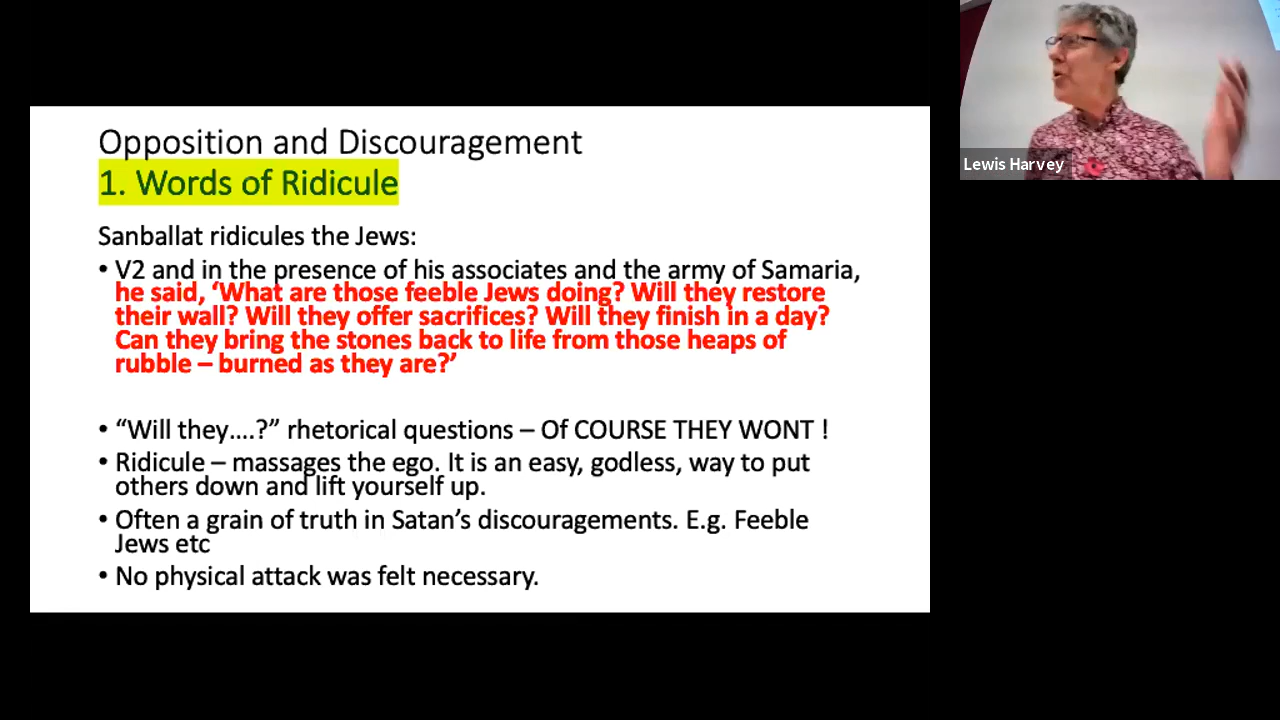 Opposition and Discouragement
1. Words of Ridicule
Sanballat ridicules the Jews:
• V2 and in the presence of his associates and the army of Samaria,
he said, ‘What are those feeble Jews doing? Will they restore
their wall? Will they offer sacrifices? Will they finish in a day?
Can they bring the stones back to life from those heaps of
rubble – burned as they are?’
• “Will they....?” rhetorical questions – Of COURSE THEY WONT !
• Ridicule – massages the ego. It is an easy, godless, way to put
others down and lift yourself up.
• Often a grain of truth in Satan’s discouragements. E.g. Feeble
Jews etc
• No physical attack was felt necessary.
Lewis Harvey